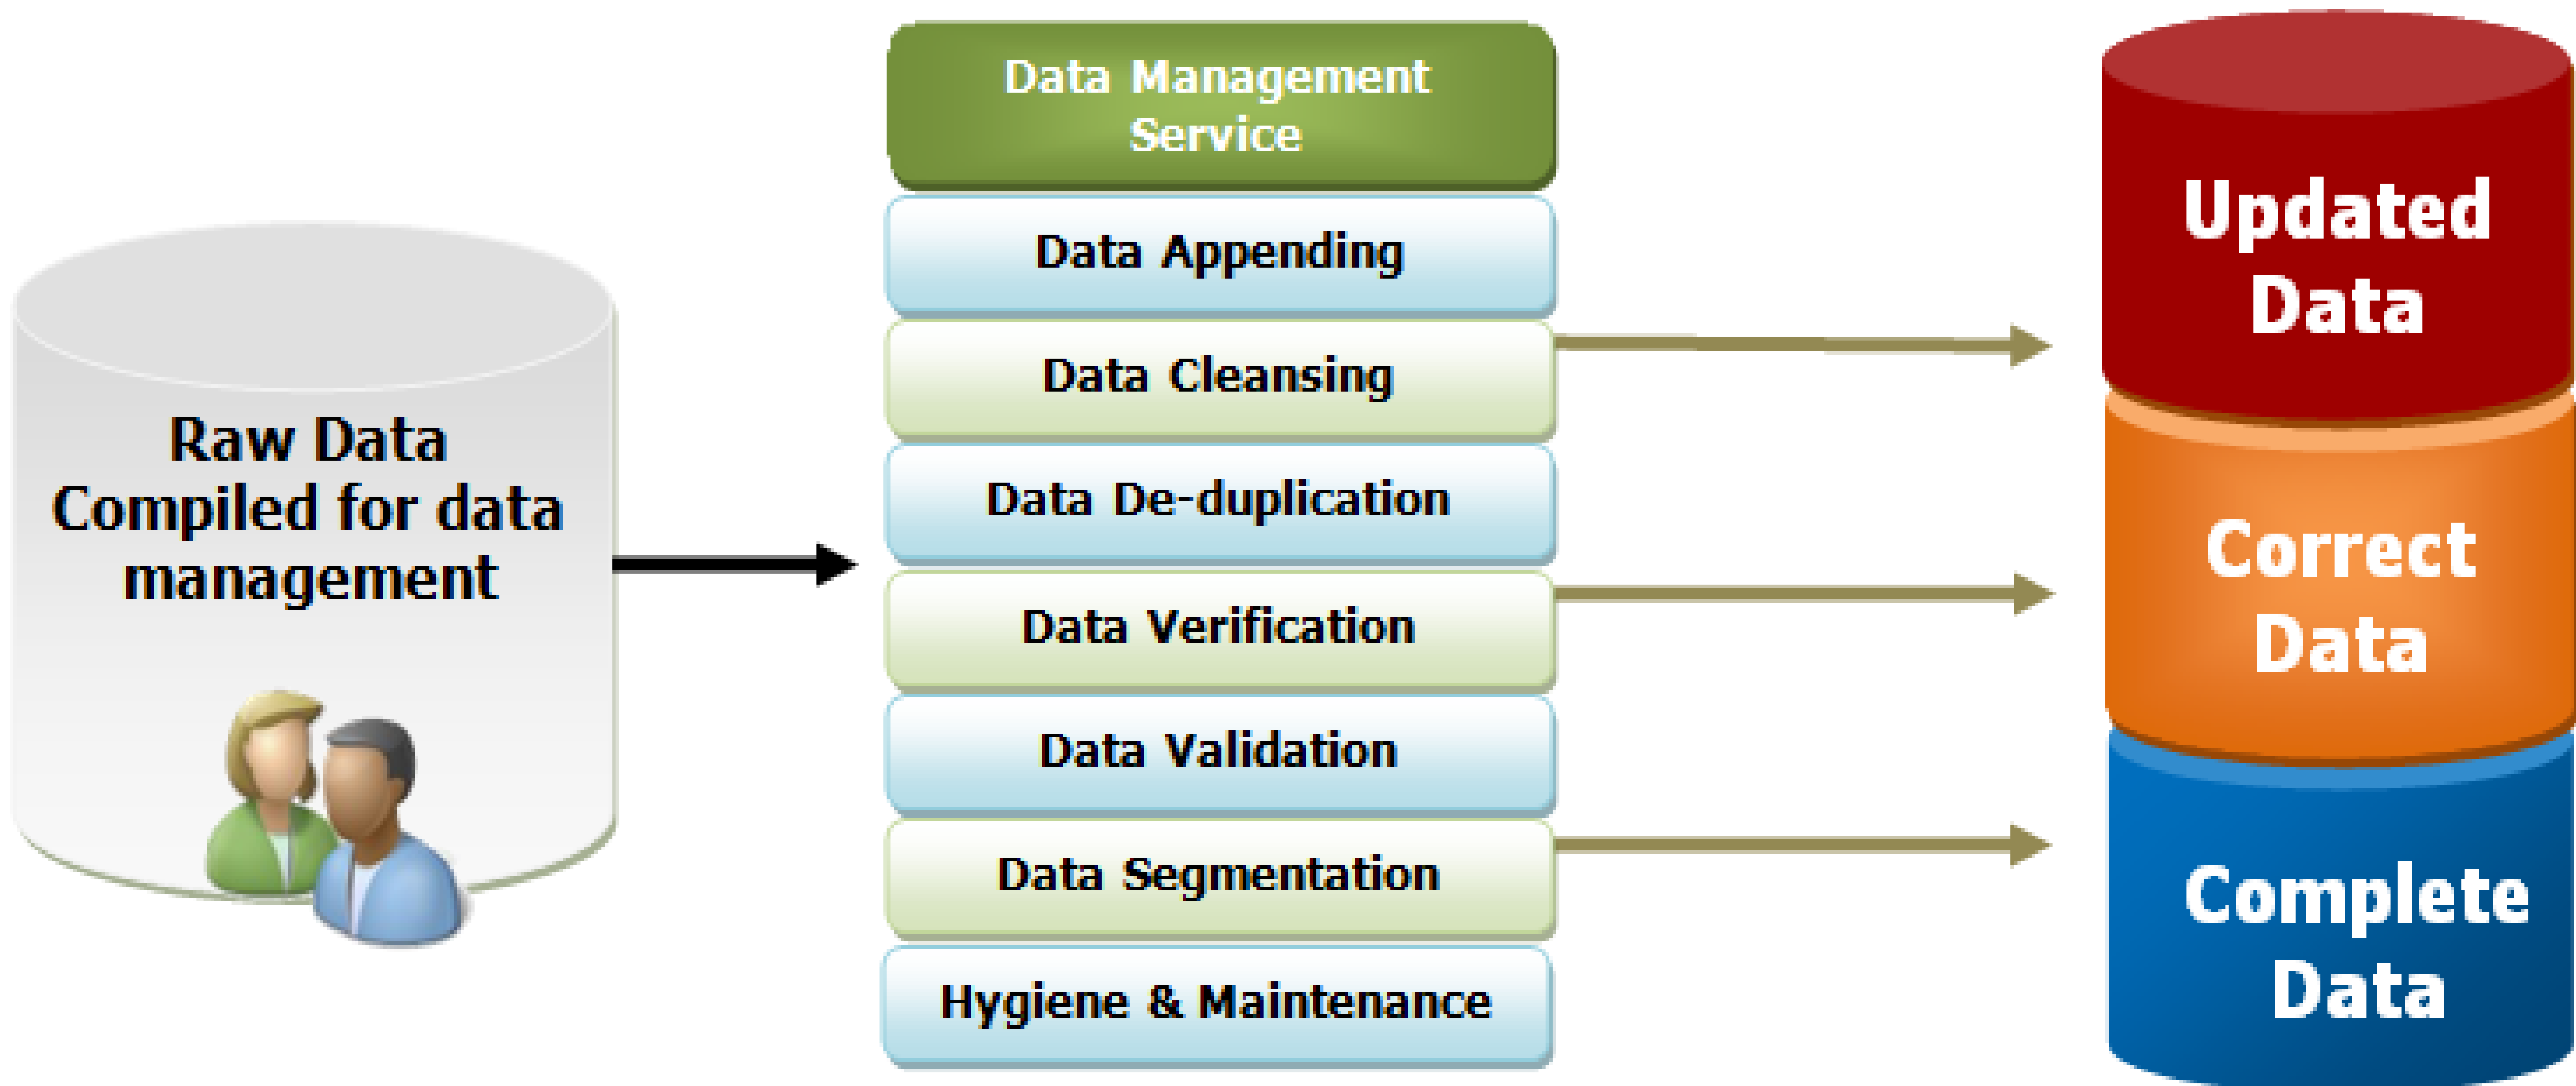 Raw Data
Compiled for data
management
Data Management
Service
Data Appending
Data Cleansing
Data De-duplication
Data Verification
Data Validation
Data Segmentation
Hygiene & Maintenance
Updated
Data
Correct
Data
Complete
Data